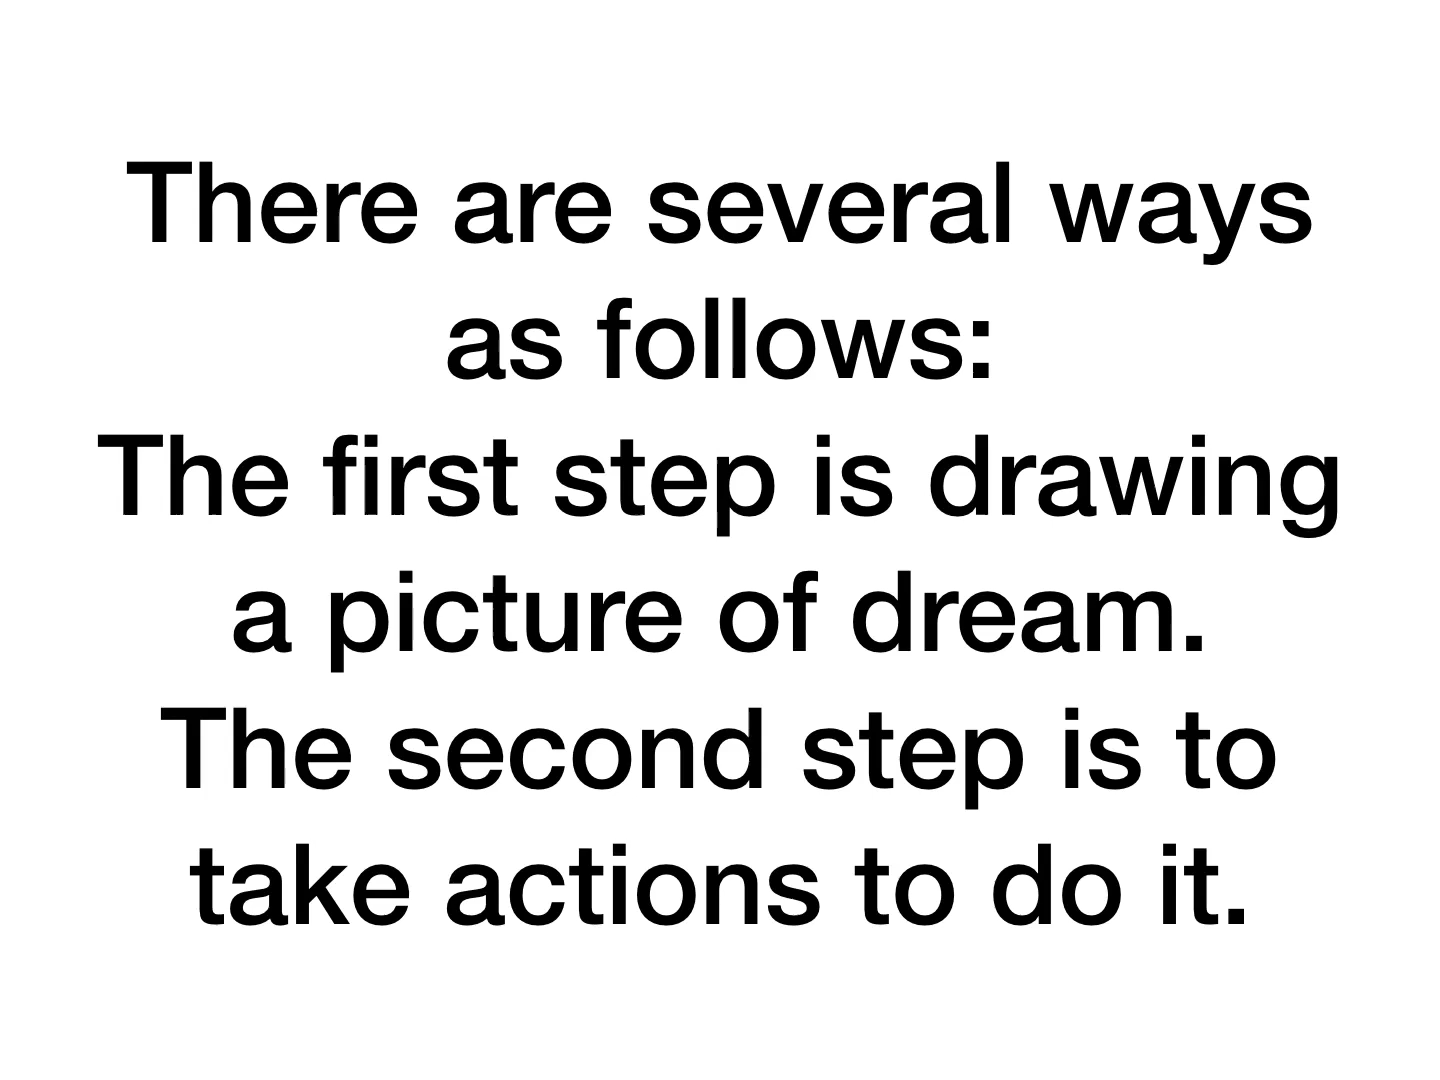 There are several ways
as follows:
The first step is drawing
a picture of dream.
The second step is to
take actions to do it.